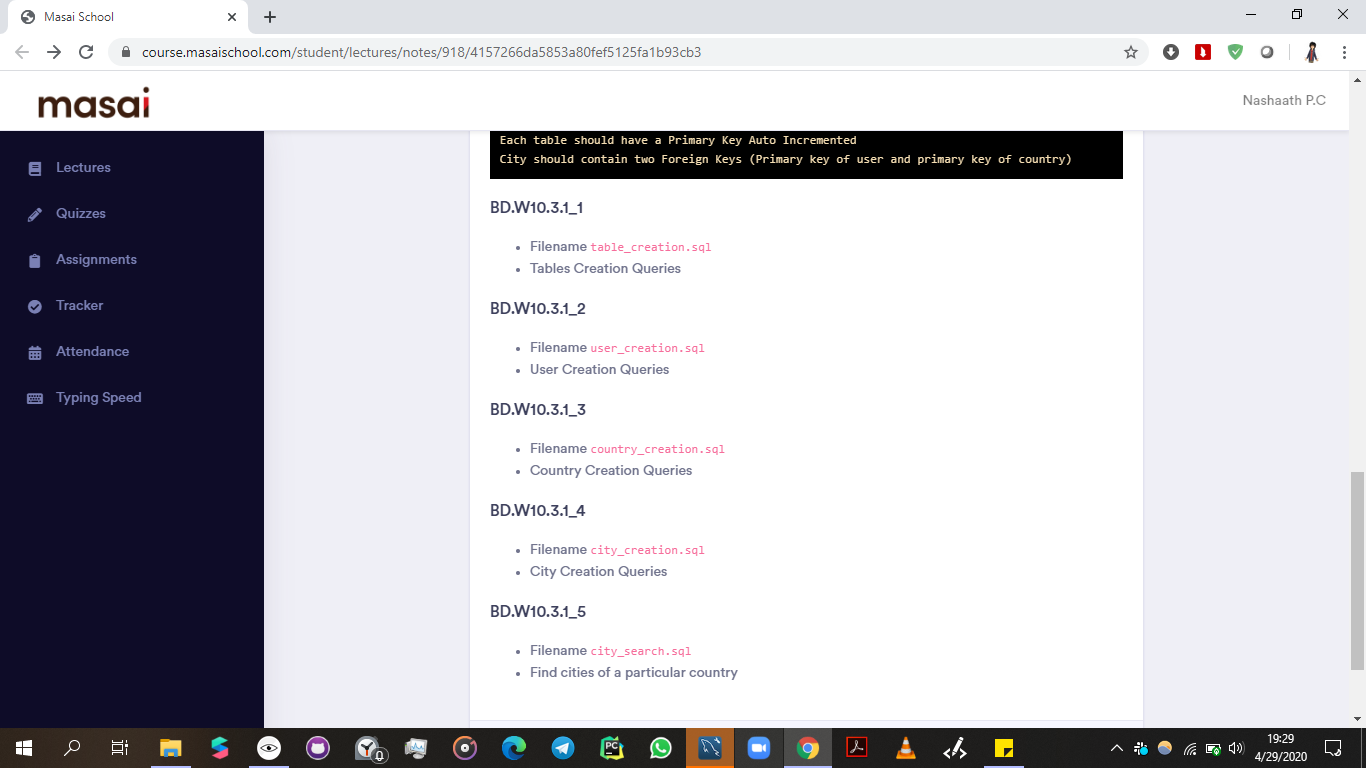 Masai School
course.masaischool.com/student/lectures/notes/918/4157266da5853a80fef5125fa1b93cb3
masai
Nashaath P.C
Lectures
Quizzes
Assignments
Tracker
Attendance
Typing Speed
Each table should have a Primary Key Auto Incremented
City should contain two Foreign Keys (Primary key of user and primary key of country)
BD.W10.3.1_1
Filename table_creation.sql
Tables Creation Queries
BD.W10.3.1_2
Filename user_creation.sql
User Creation Queries
BD.W10.3.1_3
Filename country_creation.sql
Country Creation Queries
BD.W10.3.1_4
Filename city_creation.sql
City Creation Queries
BD.W10.3.1_5
Filename city_search.sql
Find cities of a particular country
PC
19:29
4/29/2020